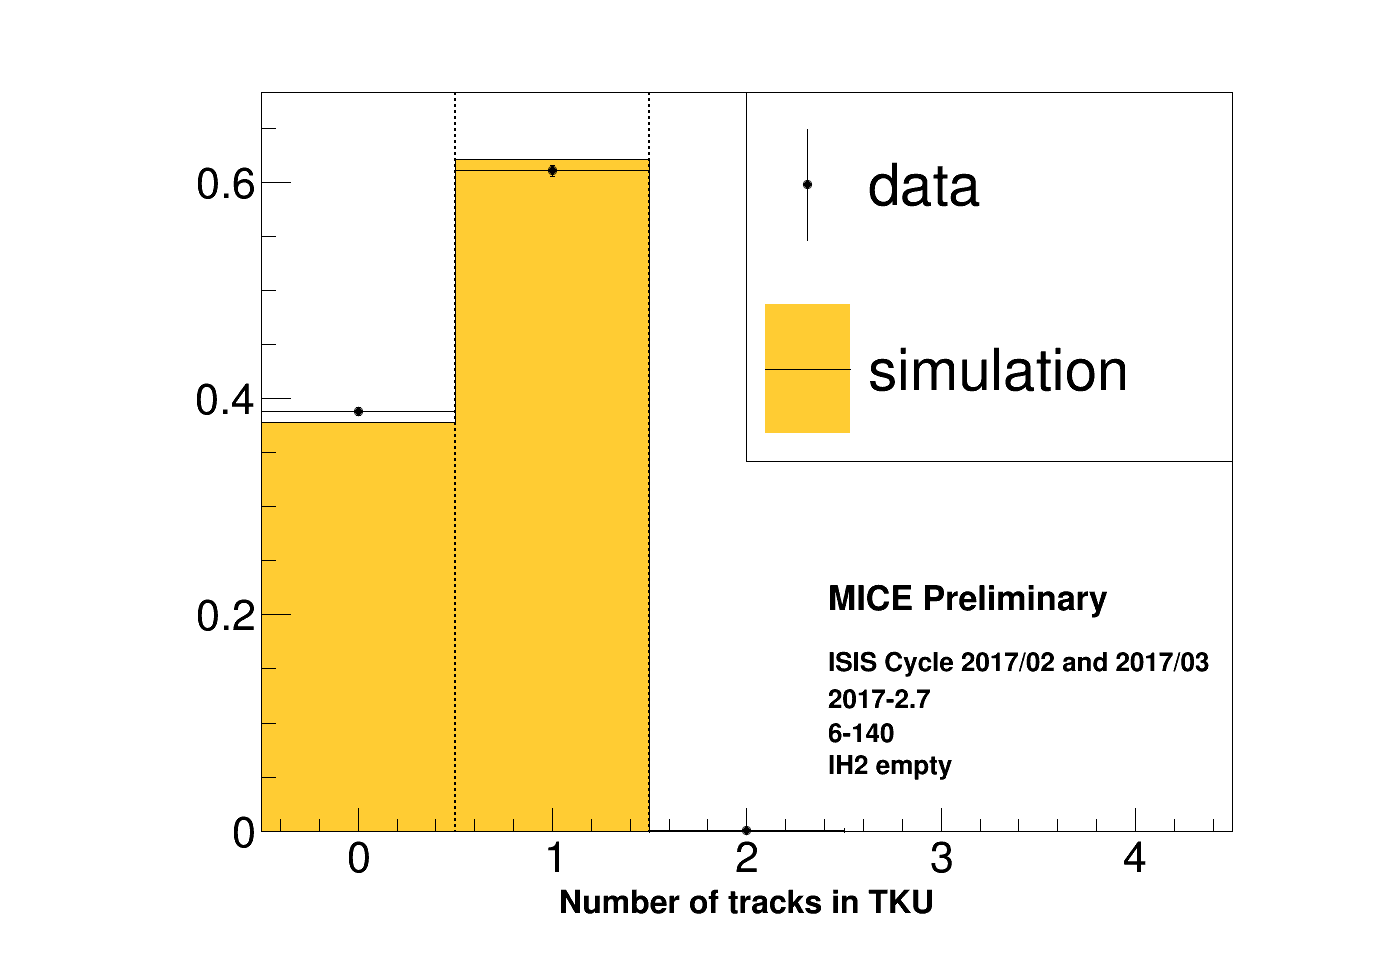 data
simulation
0.6
0.4
0.2
0
MICE Preliminary
ISIS Cycle 2017/02 and 2017/03
2017-2.7
6-140
IH2 empty
0 1 2 3 4
Number of tracks in TKU